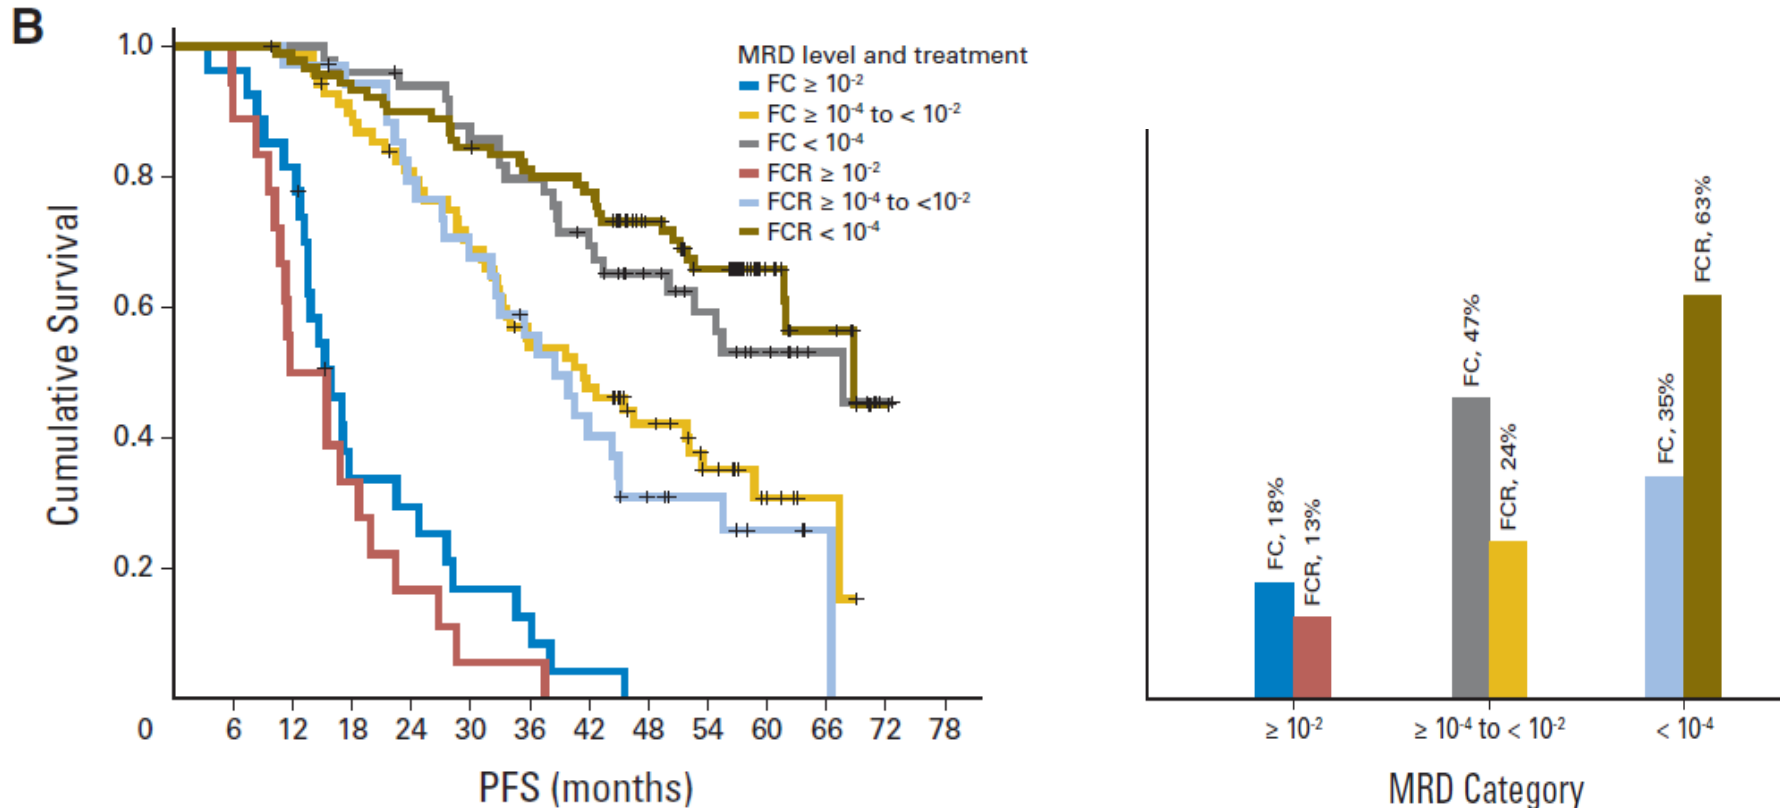 B
MRD level and treatment
FC ≥ 10-2
FC ≥ 10-4 to < 10-2
FC < 10-4
FCR ≥ 10-2
FCR ≥ 10-4 to <10-2
FCR < 10-4
Cumulative Survival
1.0
0.8
0.6
0.4
0.2
0 6 12 18 24 30 36 42 48 54 60 66 72 78
PFS (months)
FC, 18%
FCR, 13%
FC, 47%
FCR, 24%
FC, 35%
FCR, 63%
≥ 10-2 ≥ 10-4 to < 10-2 < 10-4
MRD Category